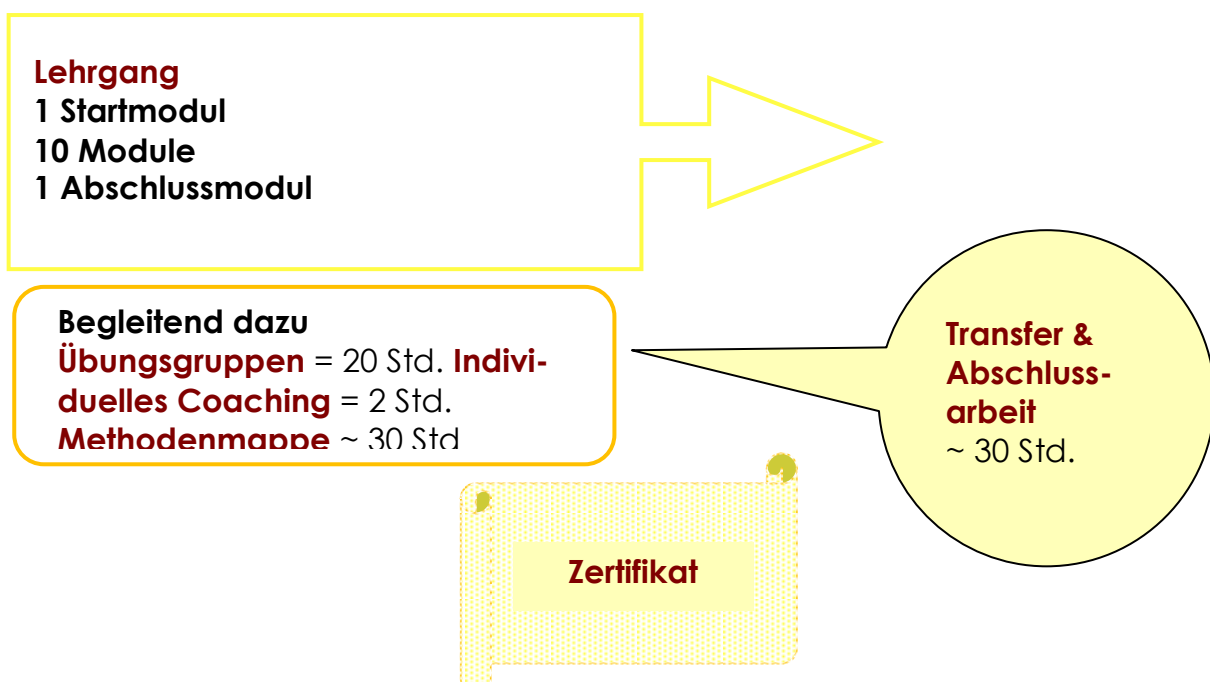 Lehrgang
1 Startmodul
10 Module
1 Abschlussmodul
Begleitend dazu
Übungsgruppen = 20 Std. Indivi-
duelles Coaching = 2 Std.
Methodenmappe ~ 30 Std
Transfer &
Abschluss-
arbeit
~ 30 Std.
Zertifikat